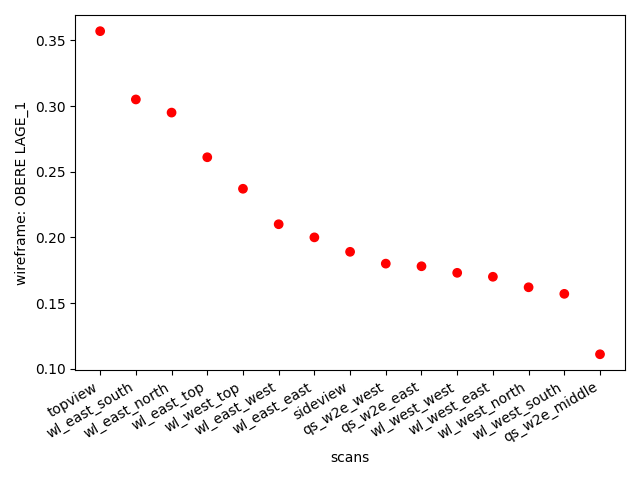 wireframe: OBERE LAGE_1
0.35
0.30
0.25
0.20
0.15
0.10
topview
wl_east_south
wl_east_north
wl_east_top
wl_west_top
wl_east_west
wl_east_east
sideview
qs_w2e_west
qs_w2e_east
wl_west_west
wl_west_east
wl_west_north
wl_west_south
qs_w2e_middle
scans